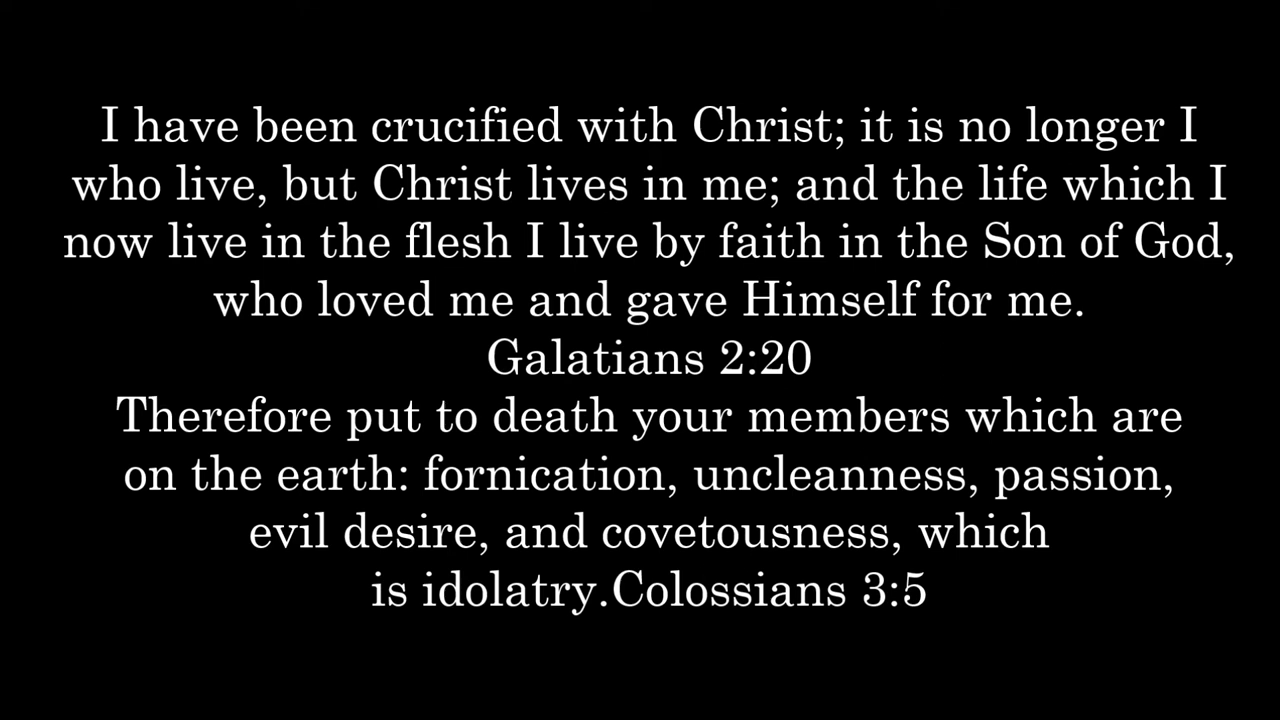 I have been crucified with Christ; it is no longer I
who live, but Christ lives in me; and the life which I
now live in the flesh I live by faith in the Son of God,
who loved me and gave Himself for me.
Galatians 2:20
Therefore put to death your members which are
on the earth: fornication, uncleanness, passion,
evil desire, and covetousness, which
is idolatry.Colossians 3:5